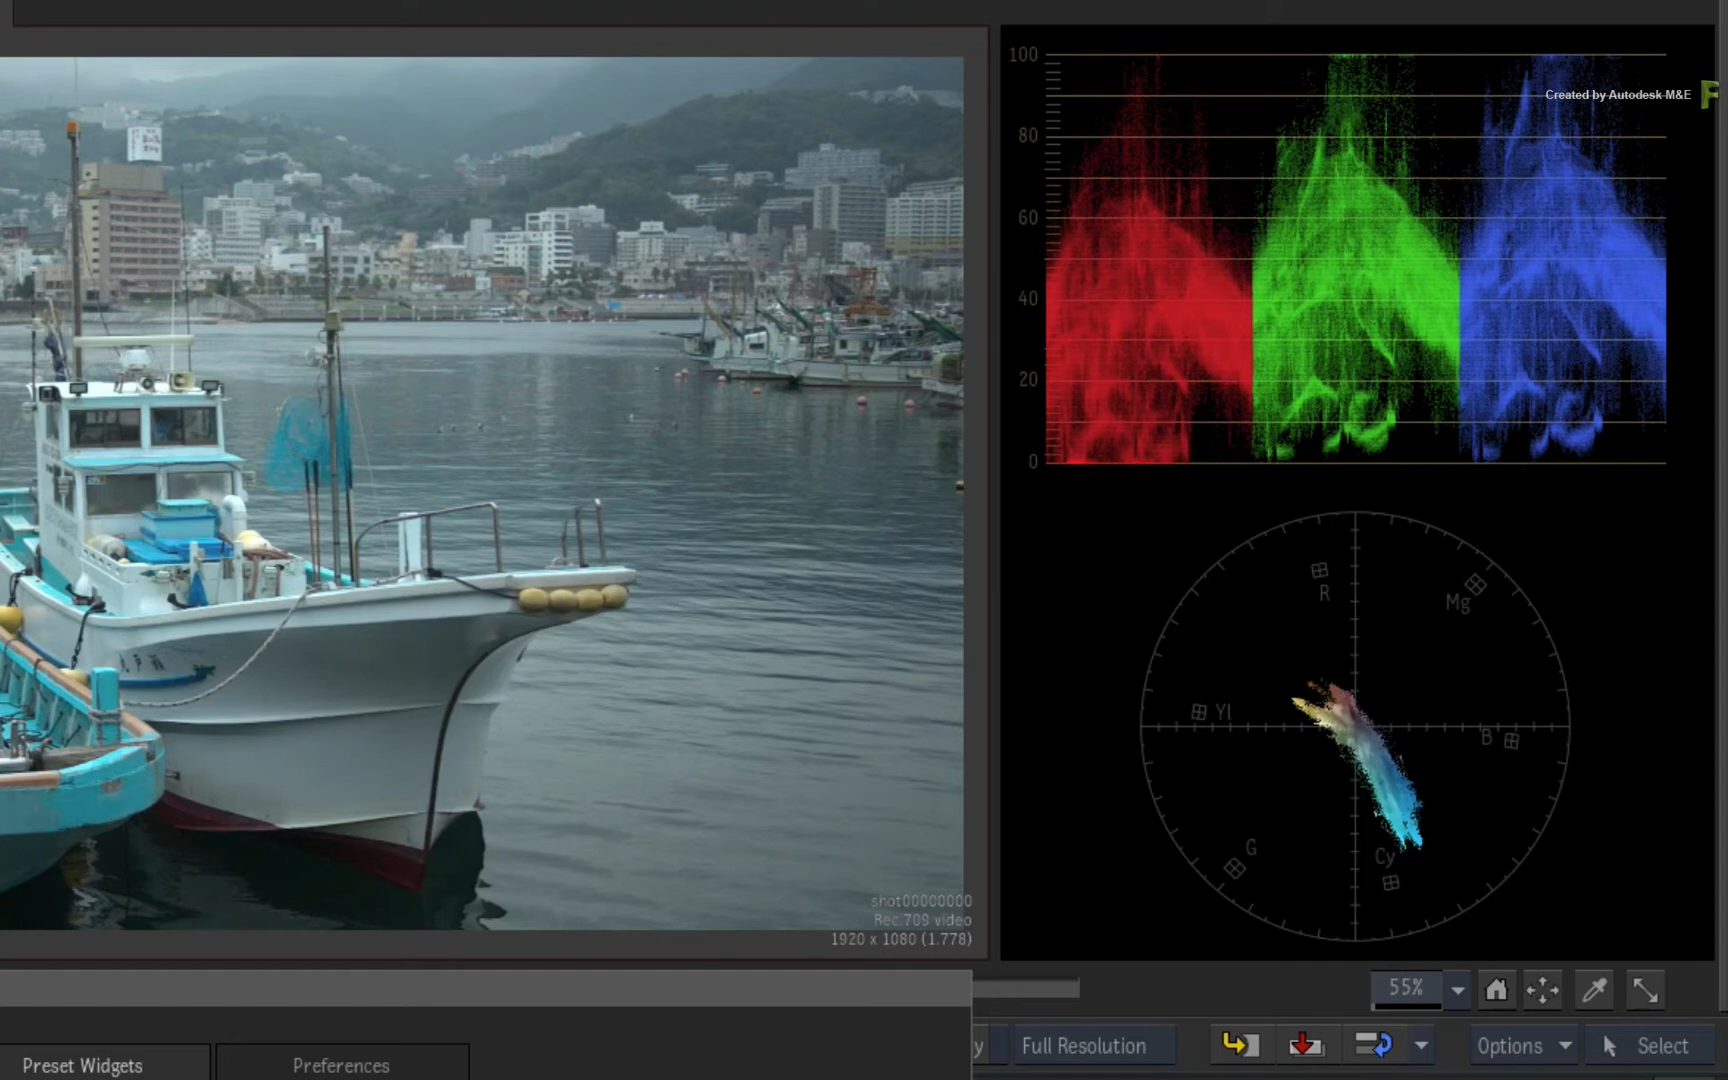 100
Created by Autodesk M&E
80
60
40
20
0
R
Mg
Yl
B
G
Cy
shot00000000
Rec.709 video
1920 x 1080 (1.778)
55%
y
Full Resolution
Options
Select
Preset Widgets
Preferences